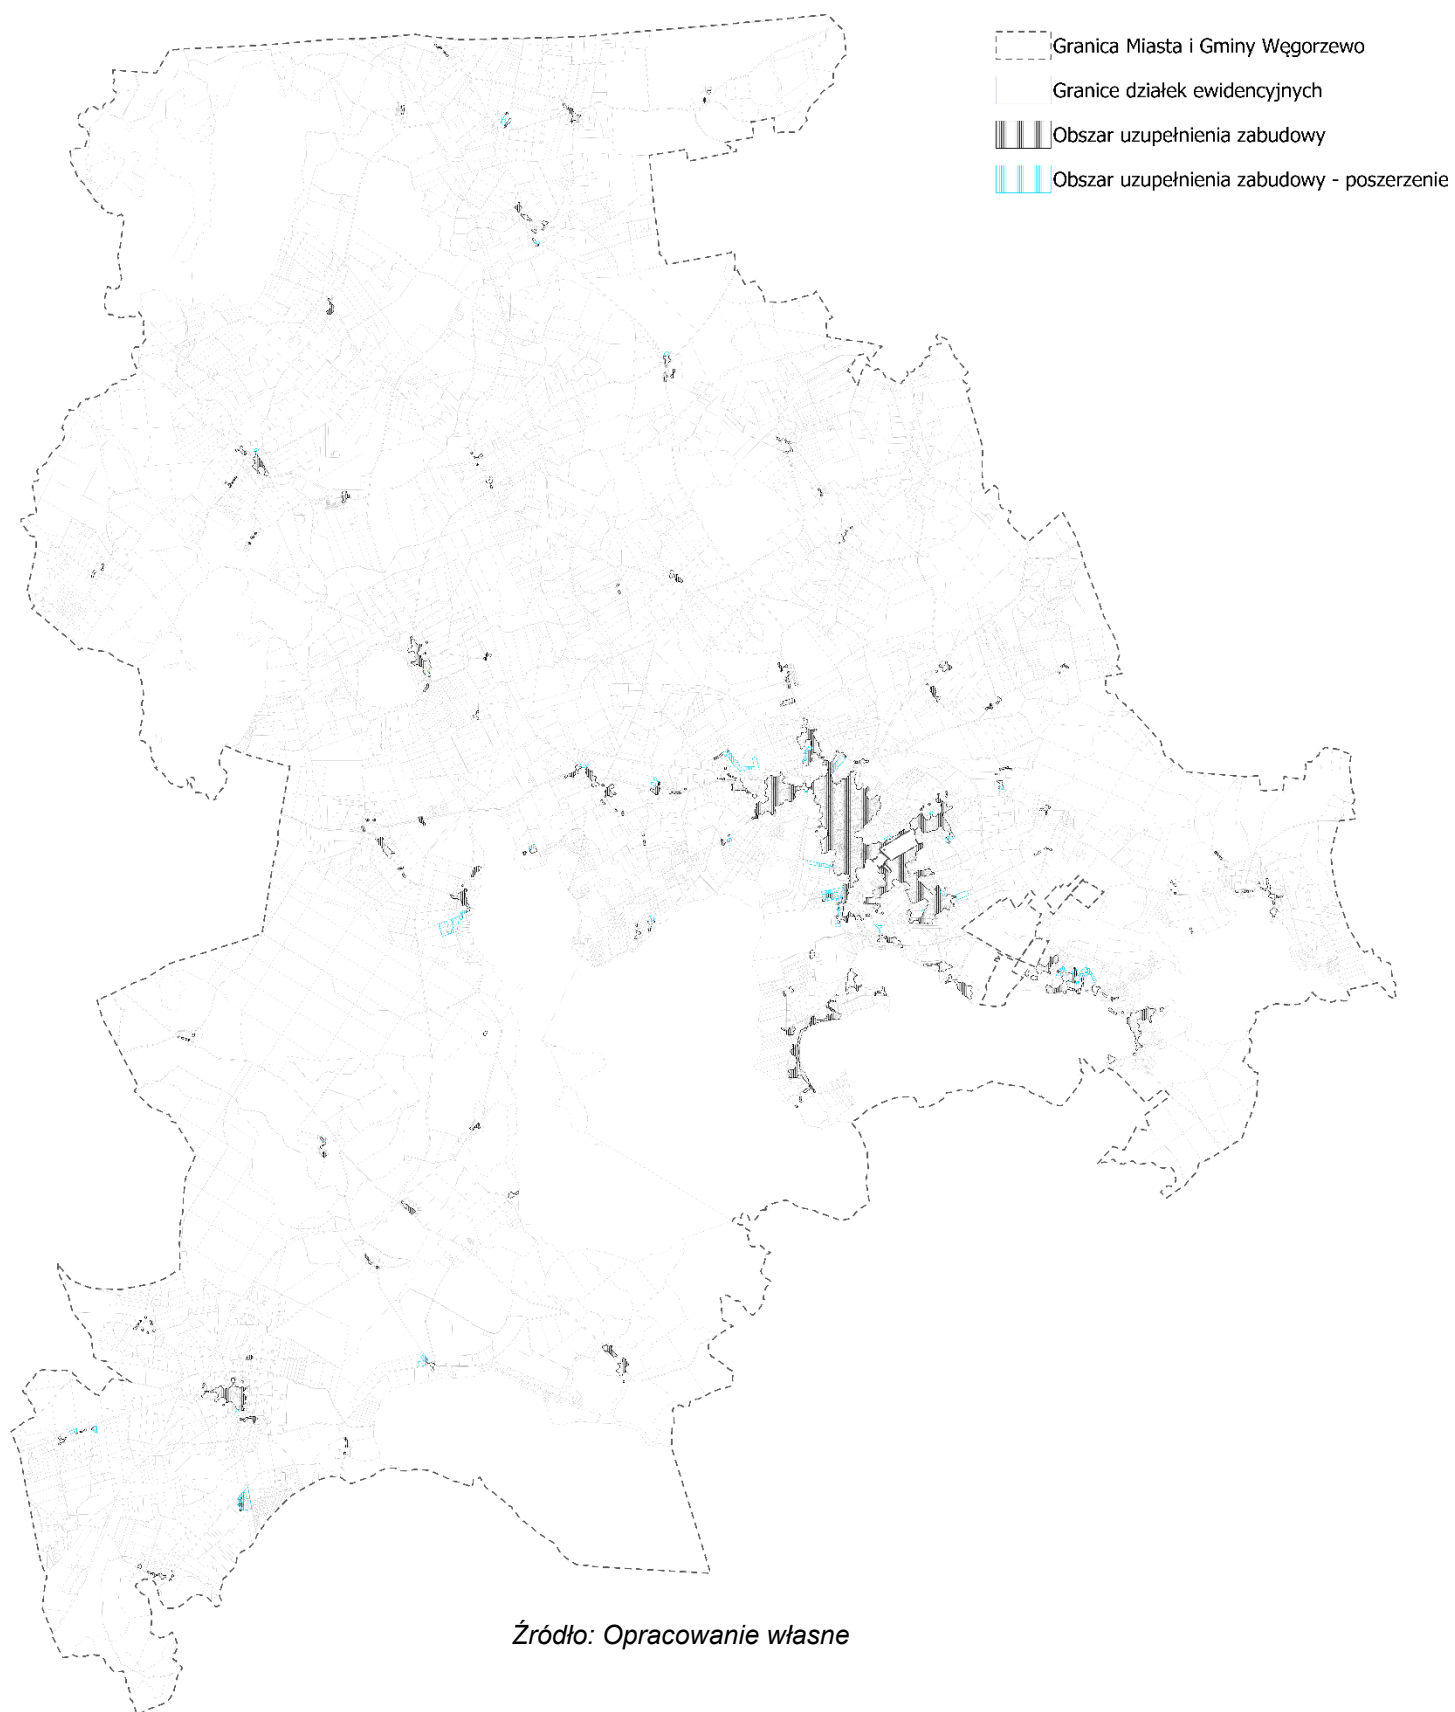 Granica Miasta i Gminy Węgorzewo
Granice działek ewidencyjnych
Obszar uzupełnienia zabudowy
Obszar uzupełnienia zabudowy - poszerzenie
Źródło: Opracowanie własne